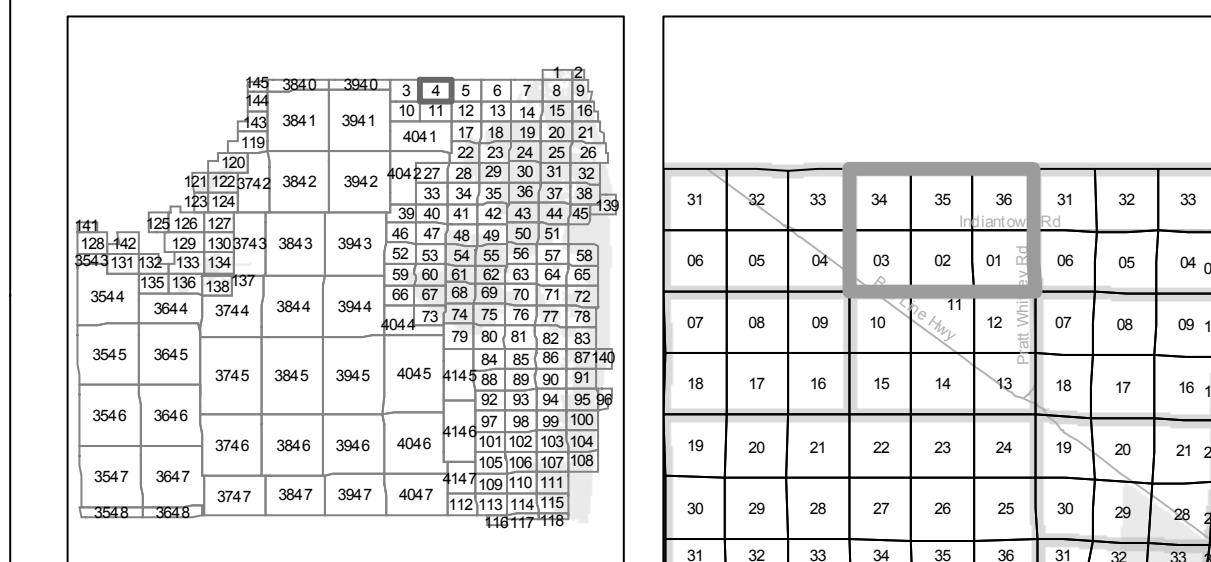 1 2
145 3840 3940 3 4 5 6 7 8 9
144 3841 3941 10 11 12 13 14 15 16
143 4041 17 18 19 20 21
119 22 23 24 25 26
120 3742 3842 3942 4042 27 28 29 30 31 32
121 122 33 34 35 36 37 38
123 124 139
141 125 126 127 39 40 41 42 43 44 45
128 142 129 130 3743 3843 3943 46 47 48 49 50 51
3543 131 132 133 134 52 53 54 55 56 57 58
135 136 138 137 59 60 61 62 63 64 65
3544 3644 3744 3844 3944 66 67 68 69 70 71 72
4044 73 74 75 76 77 78
79 80 81 82 83
3545 3645 3745 3845 3945 4045 4145 84 85 86 87 140
88 89 90 91
92 93 94 95 96
3546 3646 3746 3846 3946 4046 4146 97 98 99 100
101 102 103 104
105 106 107 108
3547 3647 3747 3847 3947 4047 4147 109 110 111
3548 3648 112 113 114 115
116 117 118
31 32 33 34 35 36 31 32 33
Indiantown Rd
06 05 04 03 02 01 06 05 04
Pratt Whitney Rd
Line Hwy
07 08 09 10 11 12 07 08 09
18 17 16 15 14 13 18 17 16
19 20 21 22 23 24 19 20 21
30 29 28 27 26 25 30 29 28
31 32 33 34 35 36 31 32 33